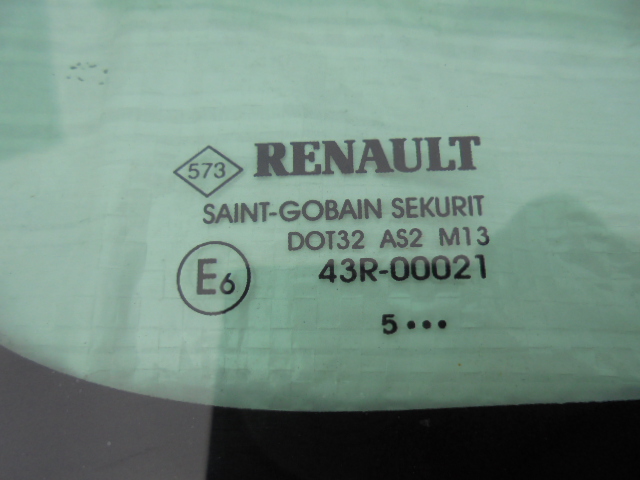 573 RENAULT
SAINT-GOBAIN SEKURIT
DOT32 AS2 M13
E6 43R-00021
5•••